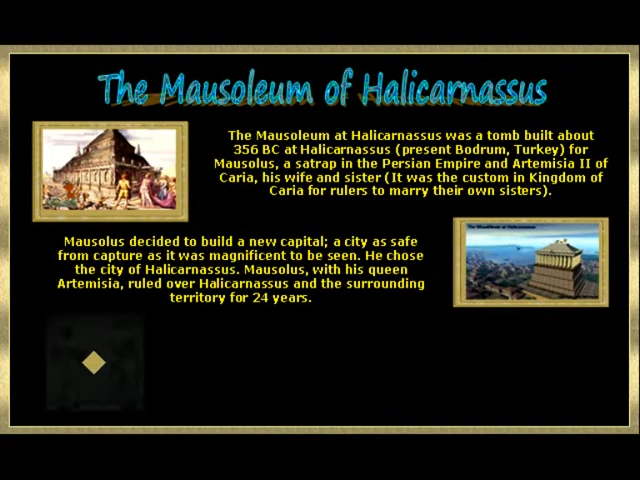 The Mausoleum of Halicarnassus
The Mausoleum at Halicarnassus was a tomb built about
356 BC at Halicarnassus (present Bodrum, Turkey) for
Mausolus, a satrap in the Persian Empire and Artemisia II of
Caria, his wife and sister (It was the custom in Kingdom of
Caria for rulers to marry their own sisters).
The Mausoleum at Halicarnassus
Mausolus decided to build a new capital; a city as safe
from capture as it was magnificent to be seen. He chose
the city of Halicarnassus. Mausolus, with his queen
Artemisia, ruled over Halicarnassus and the surrounding
territory for 24 years.